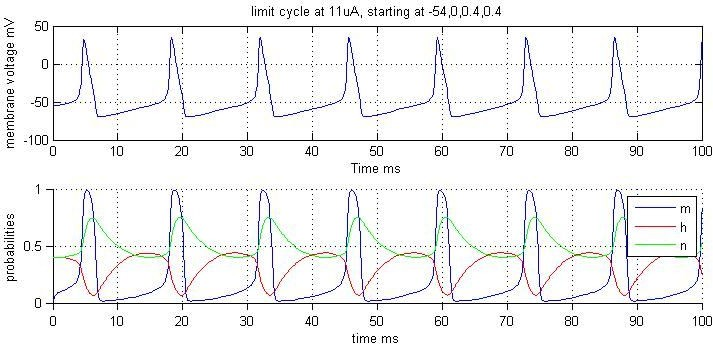 limit cycle at 11uA, starting at -54,0,0.4,0.4
membrane voltage mV
50
0
-50
-100
0 10 20 30 40 50 60 70 80 90 100
Time ms
probabilities
1
0.5
0
m
h
n
0 10 20 30 40 50 60 70 80 90 100
time ms